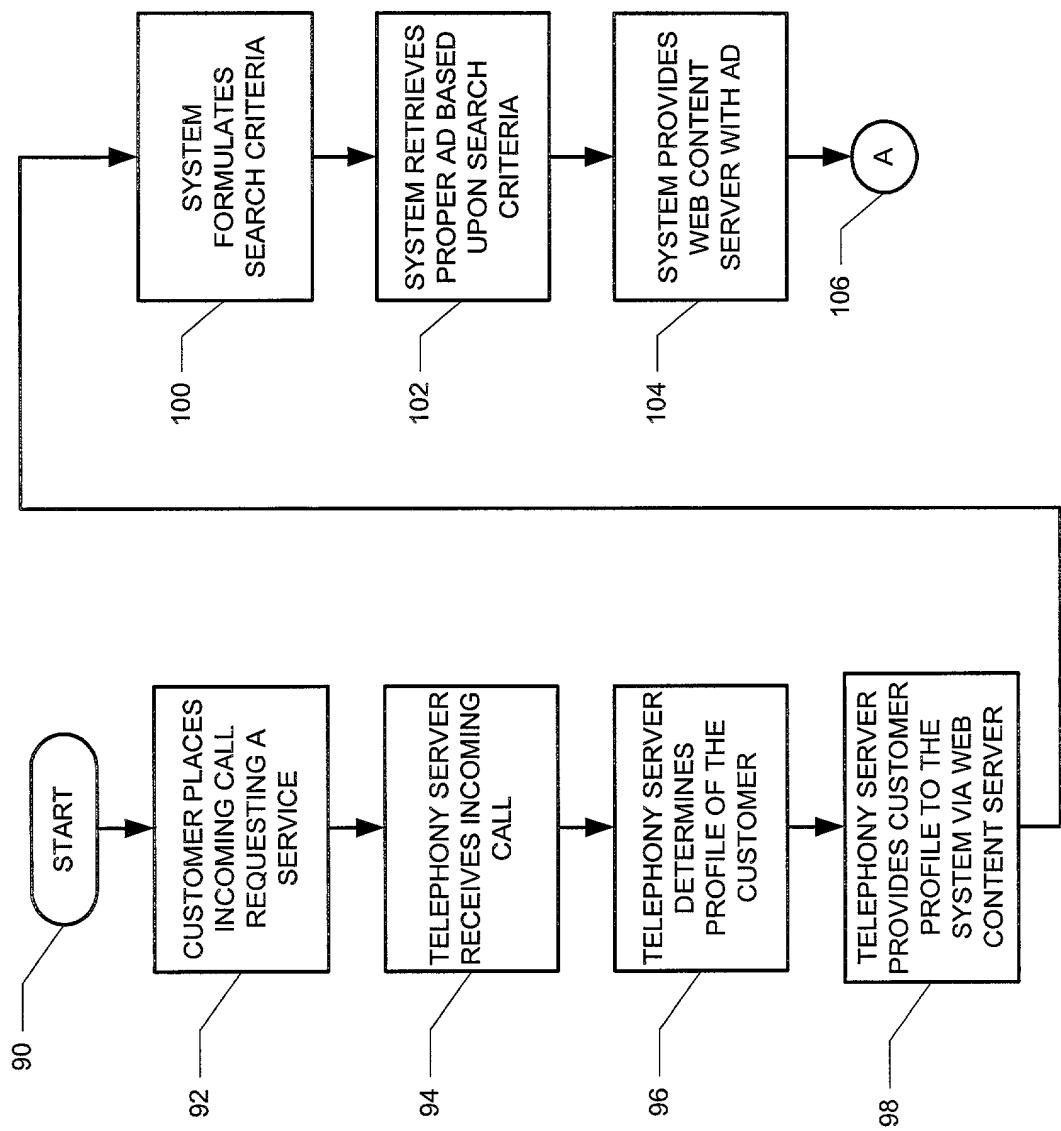 START
90
CUSTOMER PLACES
INCOMING CALL.
REQUESTING A
SERVICE
92
TELEPHONY SERVER
RECEIVES INCOMING
CALL
94
TELEPHONY SERVER
DETERMINES
PROFILE OF THE
CUSTOMER
96
TELEPHONY SERVER
PROVIDES CUSTOMER
PROFILE TO THE
SYSTEM VIA WEB
CONTENT SERVER
98
SYSTEM
FORMULATES
SEARCH CRITERIA
100
SYSTEM RETRIEVES
PROPER AD BASED
UPON SEARCH
CRITERIA
102
SYSTEM PROVIDES
WEB CONTENT
SERVER WITH AD
104
A
106